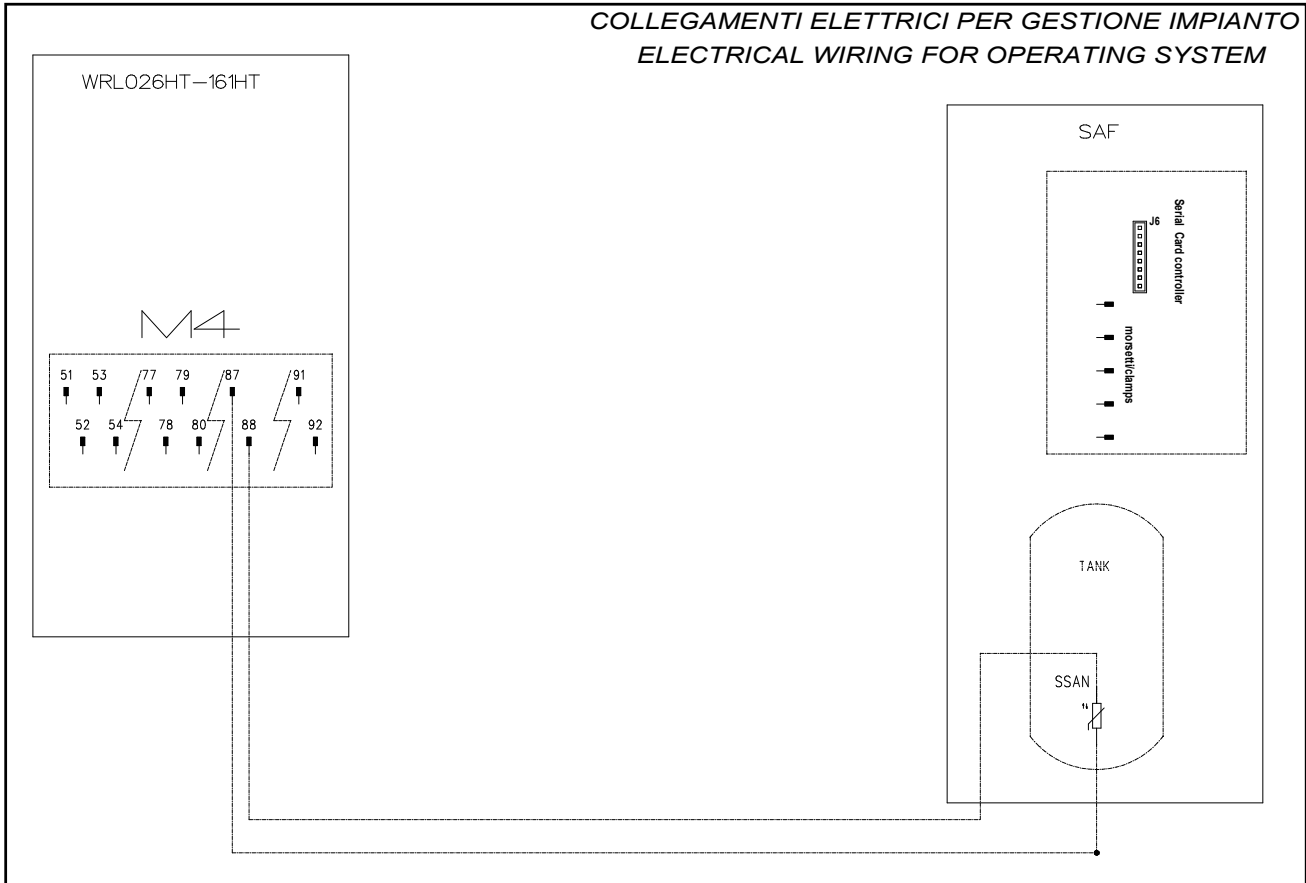 COLLEGAMENTI ELETTRICI PER GESTIONE IMPIANTO
ELECTRICAL WIRING FOR OPERATING SYSTEM
WRL026HT-161HT
M4
51 53 77 79 87 91
52 54 78 80 88 92
SAF
J6
Serial Card controller
morsetti/clamps
TANK
SSAN